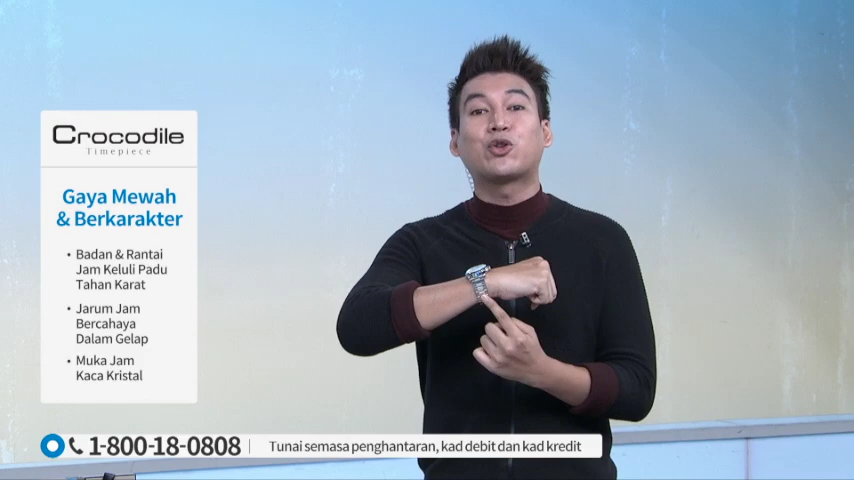 Crocodile
Timepiece
Gaya Mewah
& Berkarakter
• Badan & Rantai
Jam Keluli Padu
Tahan Karat
• Jarum Jam
Bercahaya
Dalam Gelap
• Muka Jam
Kaca Kristal
1-800-18-0808 | Tunai semasa penghantaran, kad debit dan kad kredit